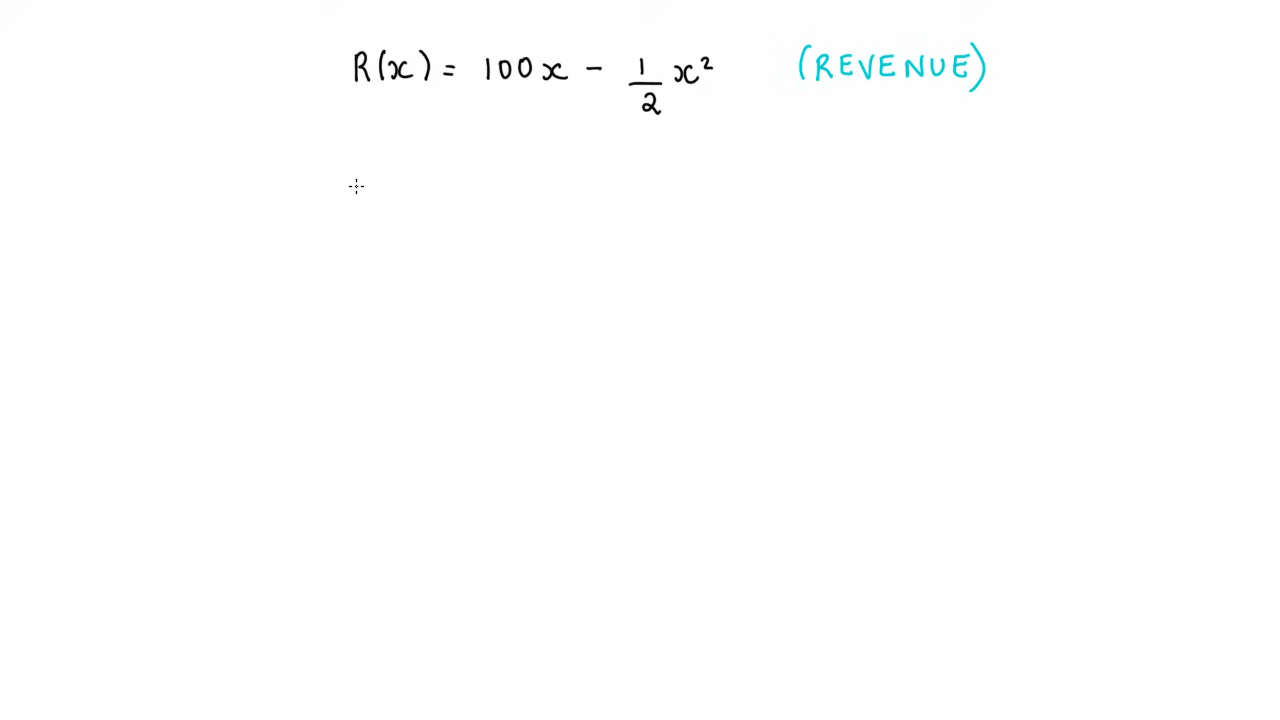 R(x) = 100x - 1/2 x² (REVENUE)